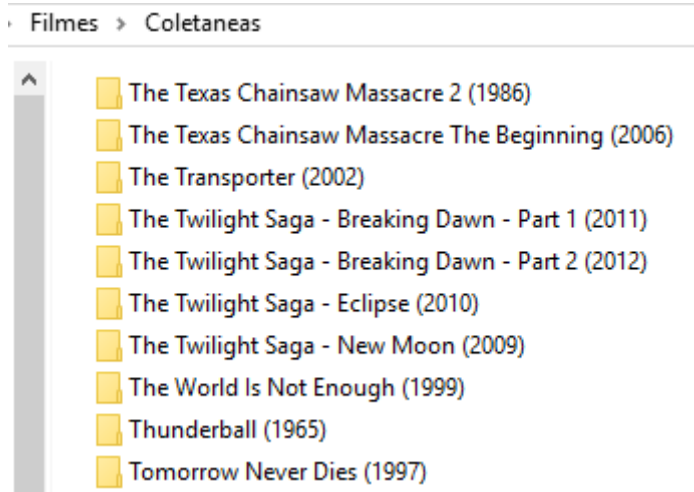 Filmes > Coletaneas
The Texas Chainsaw Massacre 2 (1986)
The Texas Chainsaw Massacre The Beginning (2006)
The Transporter (2002)
The Twilight Saga - Breaking Dawn - Part 1 (2011)
The Twilight Saga - Breaking Dawn - Part 2 (2012)
The Twilight Saga - Eclipse (2010)
The Twilight Saga - New Moon (2009)
The World Is Not Enough (1999)
Thunderball (1965)
Tomorrow Never Dies (1997)